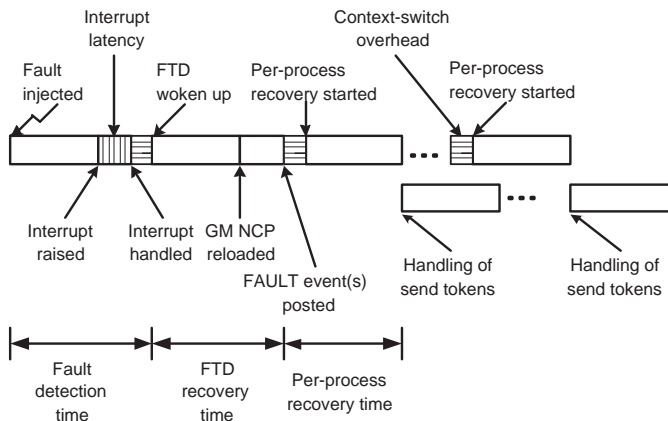 Interrupt
latency
Context-switch
overhead
Fault
injected
FTD
woken up
Per-process
recovery started
Per-process
recovery started
Interrupt
raised
Interrupt
handled
GM NCP
reloaded
FAULT event(s)
posted
Handling of
send tokens
Handling of
send tokens
Fault
detection
time
FTD
recovery
time
Per-process
recovery time